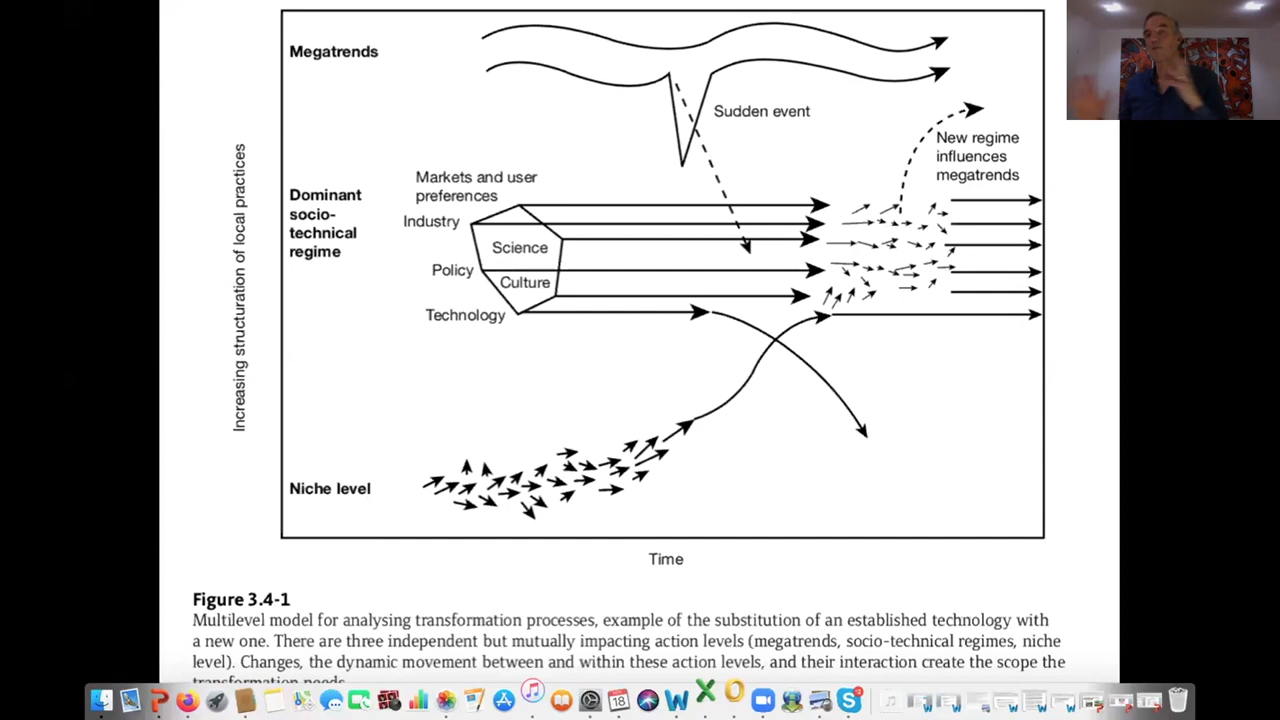 Megatrends
Sudden event
New regime
influences
megatrends
Increasing structuration of local practices
Dominant
socio-
technical
regime
Markets and user
preferences
Industry
Science
Policy
Culture
Technology
Niche level
Time
Figure 3.4-1
Multilevel model for analysing transformation processes, example of the substitution of an established technology with
a new one. There are three independent but mutually impacting action levels (megatrends, socio-technical regimes, niche
level). Changes, the dynamic movement between and within these action levels, and their interaction create the scope the
transformation needs.
18